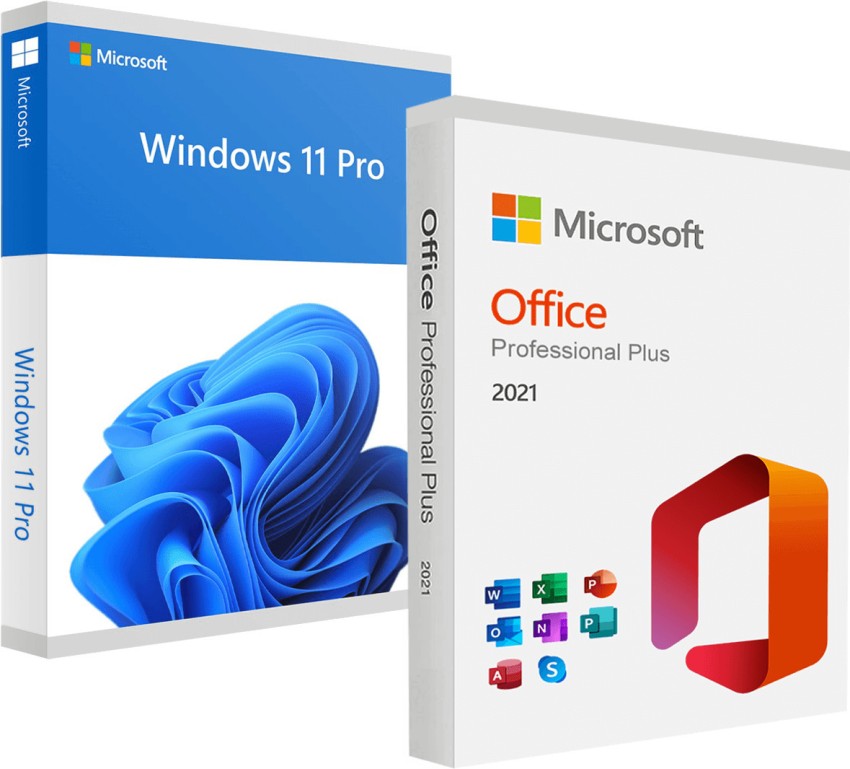 Microsoft
Microsoft
Windows 11 Pro
Windows 11 Pro
Office Professional Plus 2021
Microsoft
Office
Professional Plus
2021
W
X
P
O
N
P
A
S